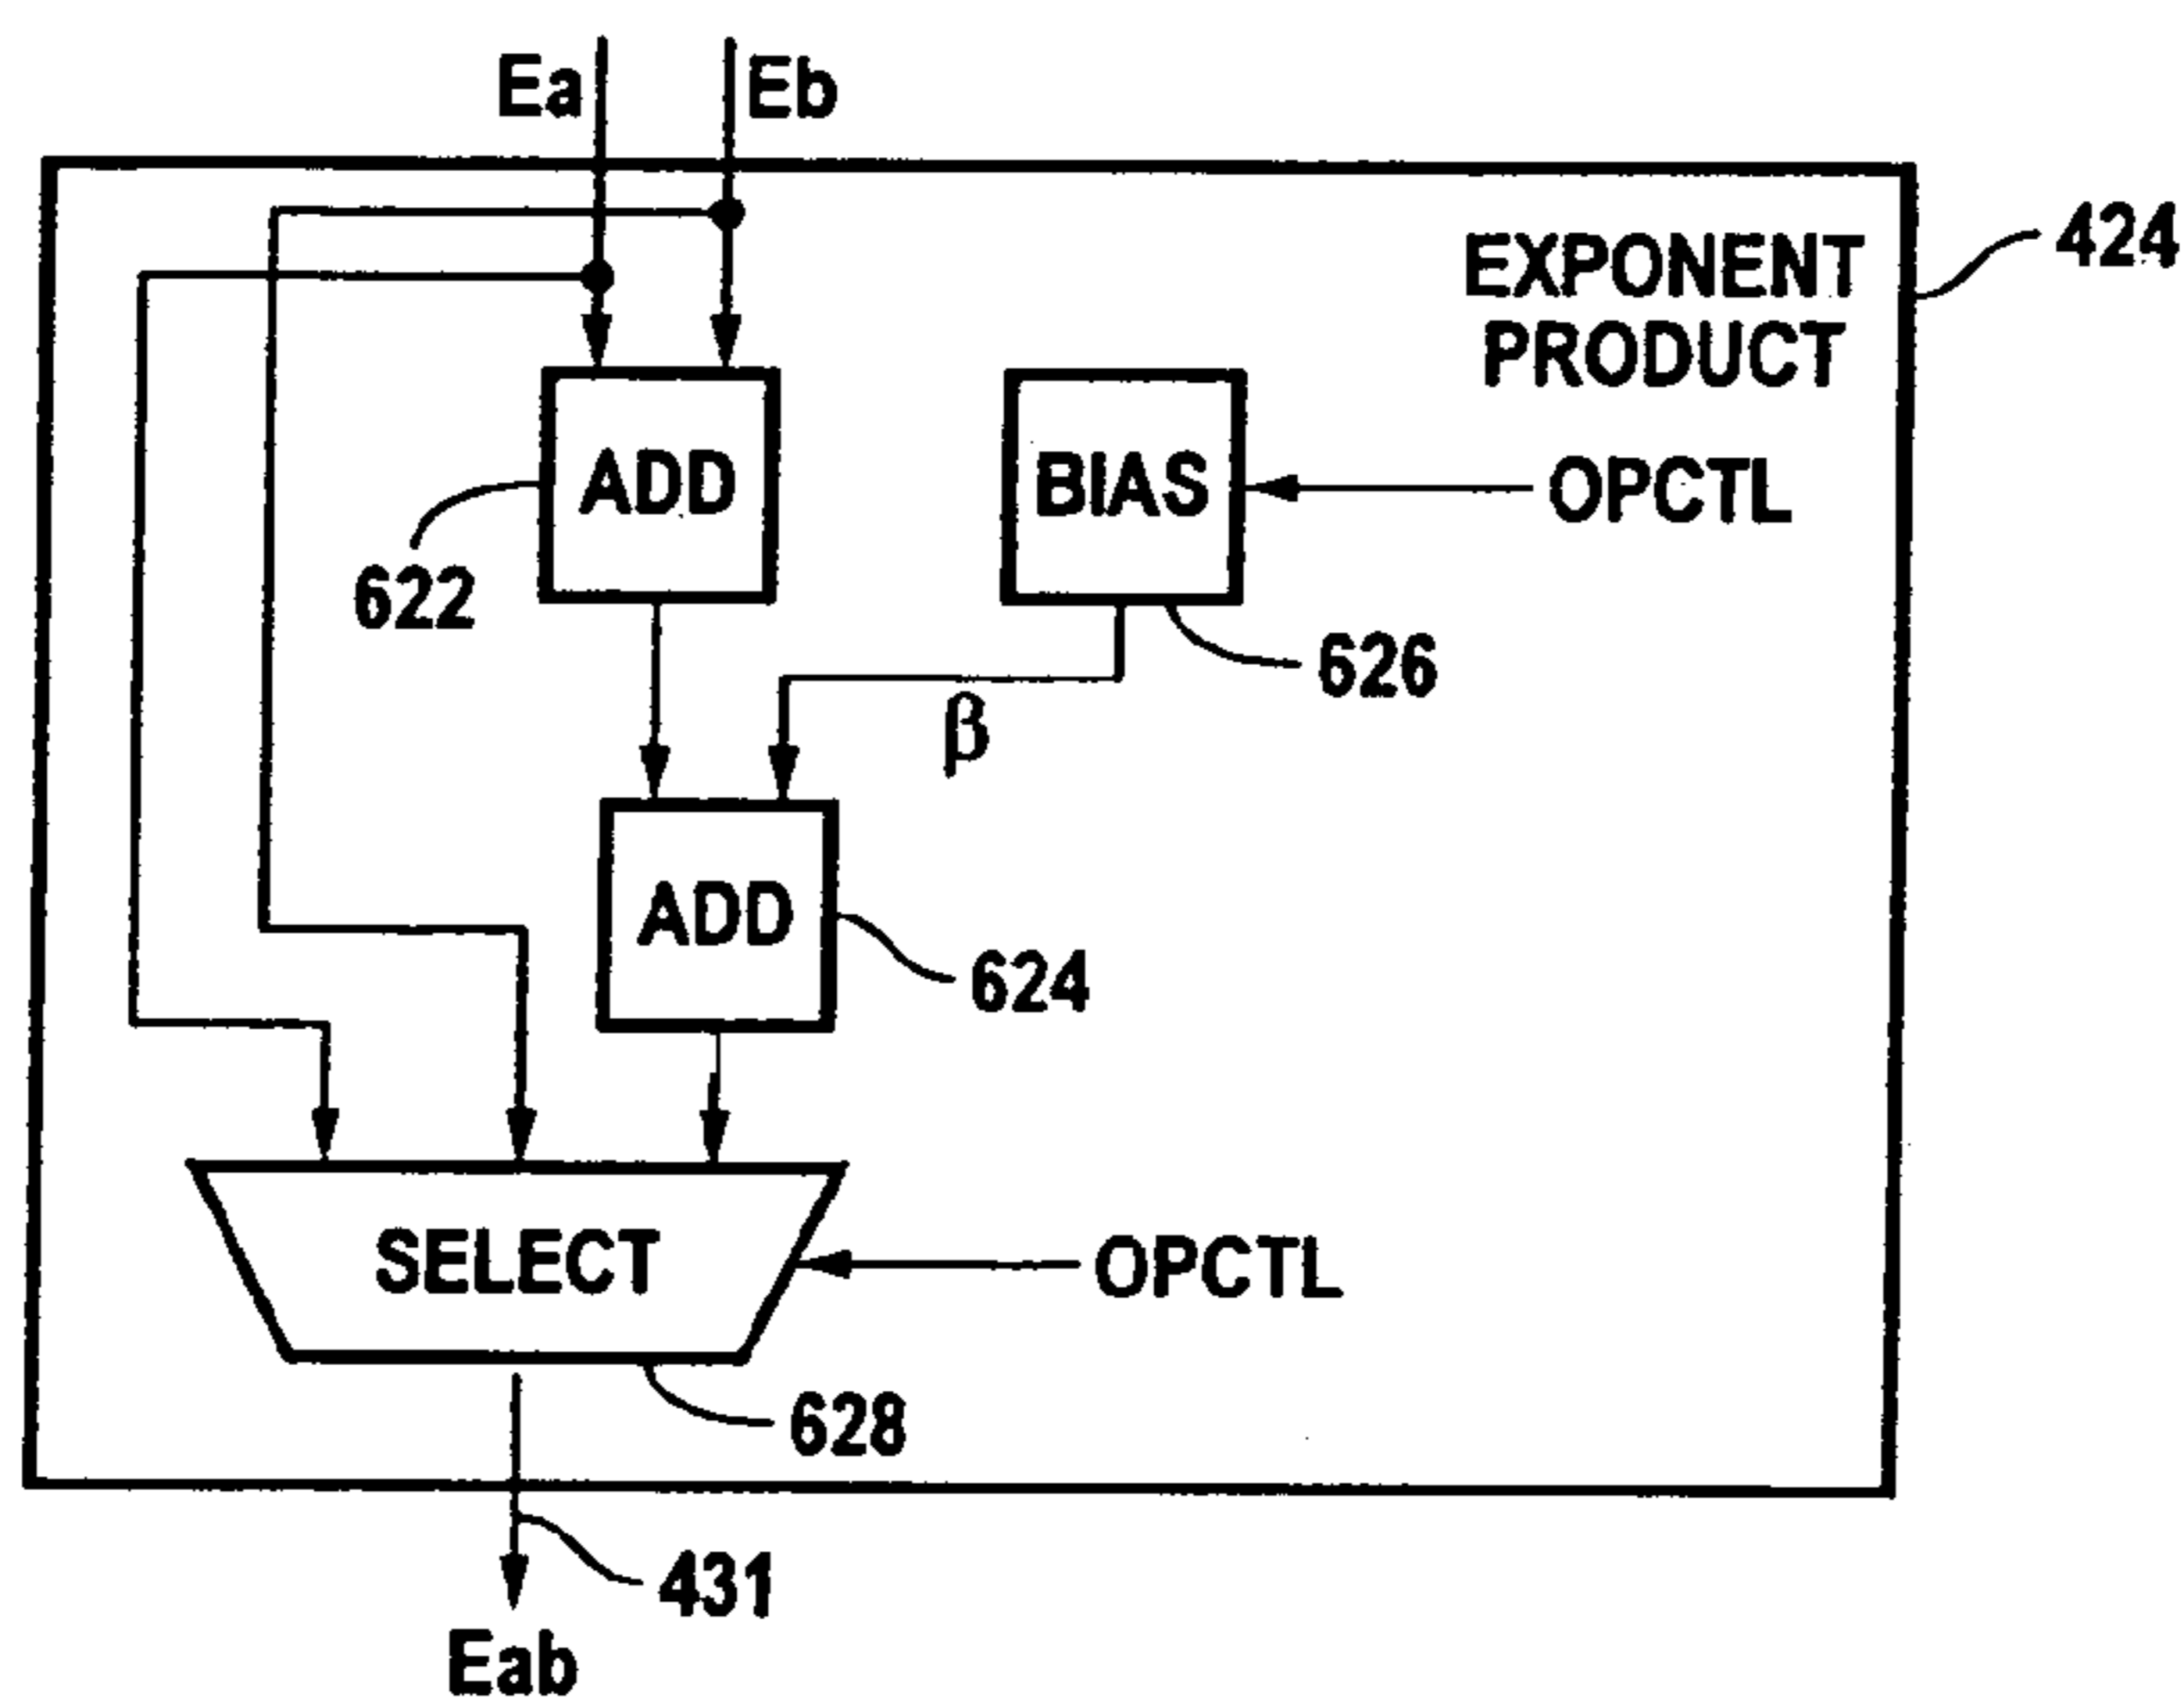 Ea
Eb
EXPONENT
PRODUCT
424
ADD
BIAS
OPCTL
622
626
β
ADD
624
SELECT
OPCTL
628
431
Eab